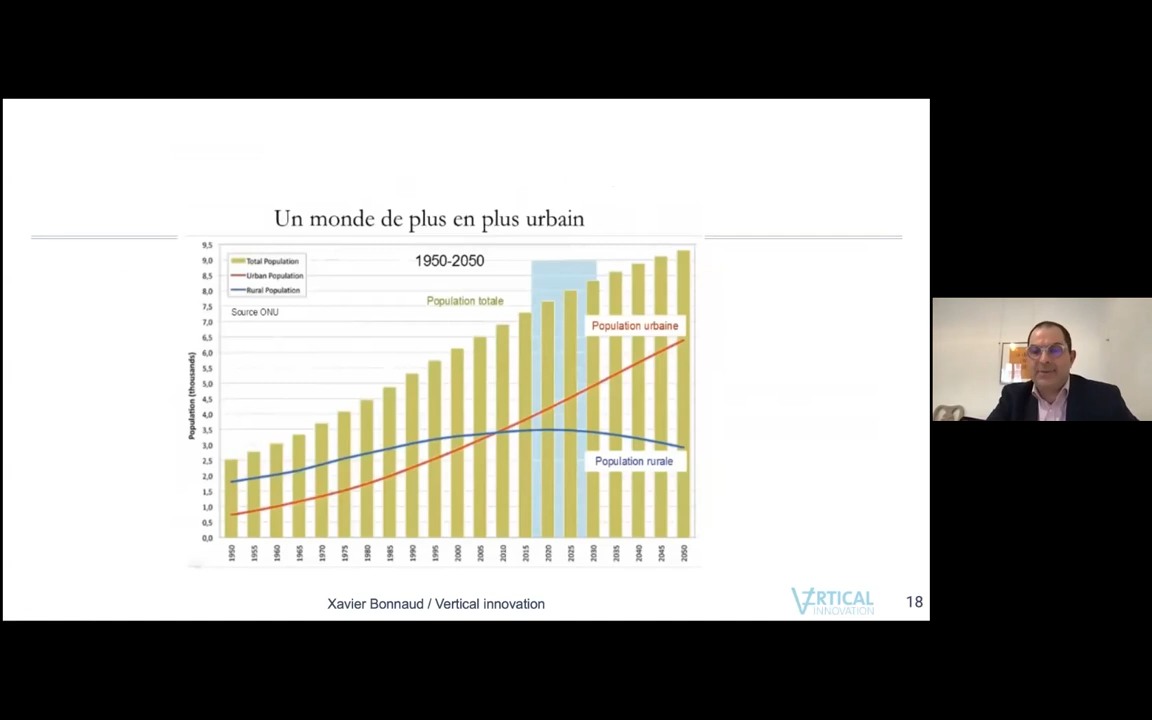 Un monde de plus en plus urbain
1950-2050
Total Population
Urban Population
Rural Population
Source ONU
Population totale
Population urbaine
Population rurale
Population (thousands)
9,5
9,0
8,5
8,0
7,5
7,0
6,5
6,0
5,5
5,0
4,5
4,0
3,5
3,0
2,5
2,0
1,5
1,0
0,5
0,0
1950 1955 1960 1965 1970 1975 1980 1985 1990 1995 2000 2005 2010 2015 2020 2025 2030 2035 2040 2045 2050
Xavier Bonnaud / Vertical innovation
VERTICAL
INNOVATION
18